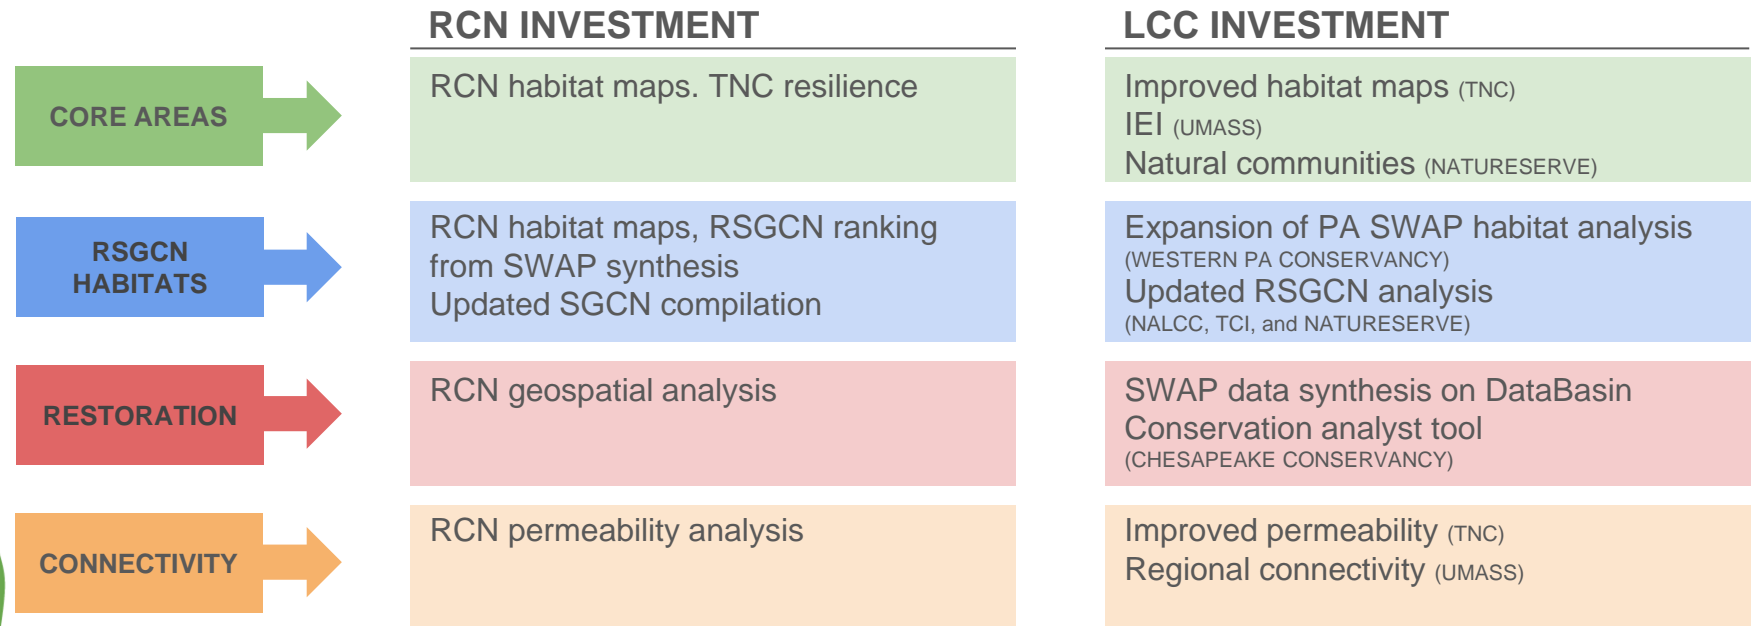 RCN INVESTMENT
LCC INVESTMENT
CORE AREAS
RCN habitat maps. TNC resilience
Improved habitat maps (TNC)
IEI (UMASS)
Natural communities (NATURESERVE)
RSGCN
HABITATS
RCN habitat maps, RSGCN ranking
from SWAP synthesis
Updated SGCN compilation
Expansion of PA SWAP habitat analysis
(WESTERN PA CONSERVANCY)
Updated RSGCN analysis
(NALCC, TCI, and NATURESERVE)
RESTORATION
RCN geospatial analysis
SWAP data synthesis on DataBasin
Conservation analyst tool
(CHESAPEAKE CONSERVANCY)
CONNECTIVITY
RCN permeability analysis
Improved permeability (TNC)
Regional connectivity (UMASS)